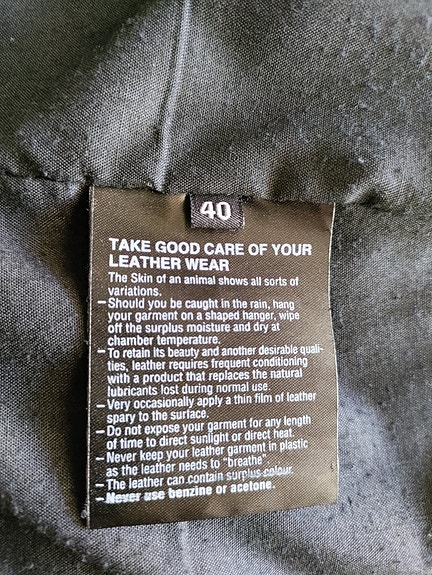 40
TAKE GOOD CARE OF YOUR
LEATHER WEAR
The Skin of an animal shows all sorts of
variations.
–Should you be caught in the rain, hang
your garment on a shaped hanger, wipe
off the surplus moisture and dry at
chamber temperature.
–To retain its beauty and another desirable quali-
ties, leather requires frequent conditioning
with a product that replaces the natural
lubricants lost during normal use.
–Very occasionally apply a thin film of leather
spary to the surface.
–Do not expose your garment for any length
of time to direct sunlight or direct heat.
–Never keep your leather garment in plastic
as the leather needs to "breathe"
–The leather can contain surplus colour.
–Never use benzine or acetone.